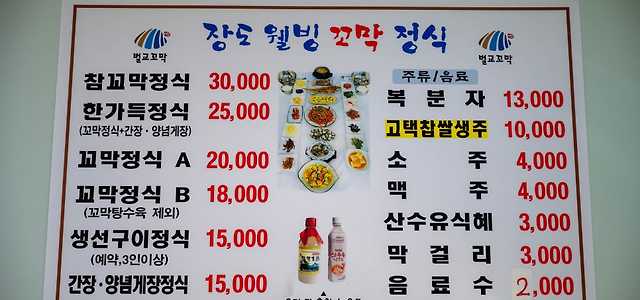 장도 웰빙 꼬막 정식
벌교꼬막
벌교꼬막
참꼬막정식 30,000
한가득정식 25,000
(꼬막정식+간장·양념게장)
꼬막정식 A 20,000
꼬막정식 B 18,000
(꼬막탕수육 제외)
생선구이정식 15,000
(예약,3인이상)
간장·양념게장정식 15,000
주류/음료
복분자 13,000
고택찹쌀생주 10,000
소주 4,000
맥주 4,000
산수유식혜 3,000
막걸리 3,000
음료수 2,000